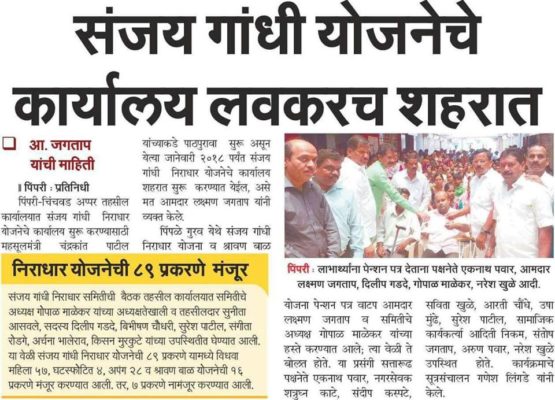 संजय गांधी योजनेचे
कार्यालय लवकरच शहरात
आ. जगताप
यांची माहिती
॥ पिंपरी : प्रतिनिधी
पिंपरी-चिंचवड अप्पर तहसील
कार्यालयात संजय गांधी निराधार
योजनेचे कार्यालय सुरू करण्यासाठी
महसूलमंत्री चंद्रकांत पाटील
यांच्याकडे पाठपुरावा सुरू असून
येत्या जानेवारी २०१८ पर्यंत संजय
गांधी निराधार योजनेचे कार्यालय
शहरात सुरू करण्यात येईल, असे
मत आमदार लक्ष्मण जगताप यांनी
व्यक्त केले.
पिंपळे गुरव येथे संजय गांधी
निराधार योजना व श्रावण बाळ
निराधार योजनेची ८९ प्रकरणे मंजूर
संजय गांधी निराधार समितीची बैठक तहसील कार्यालयात समितीचे
अध्यक्ष गोपाळ माळेकर यांच्या अध्यक्षतेखाली व तहसीलदार सुनीता
आसवले, सदस्य दिलीप गडदे, बिभीषण चौधरी, सुरेश पाटील, संगीता
रोडगे, अर्चना भालेराव, किसन मुरकुटे यांच्या उपस्थितीत घेण्यात आली.
या वेळी संजय गांधी निराधार योजनेची ८९ प्रकरणे यामध्ये विधवा
महिला ५७, घटस्फोटित ४, अपंग २८ व श्रावण बाळ योजनेची १६
प्रकरणे मंजूर करण्यात आली. तर, ७ प्रकरणे नामंजूर करण्यात आली.
पिंपरी : लाभार्थ्यांना पेन्शन पत्र देताना पक्षनेते एकनाथ पवार, आमदार
लक्ष्मण जगताप, दिलीप गडदे, गोपाळ माळेकर, नरेश खुळे आदी.
योजना पेन्शन पत्र वाटप आमदार
लक्ष्मण जगताप व समितीचे
अध्यक्ष गोपाळ माळेकर यांच्या
हस्ते करण्यात आले; त्या वेळी ते
बोलत होते. या प्रसंगी सत्तारूढ
पक्षनेते एकनाथ पवार, नगरसेवक
शत्रुघ्न काटे, संदीप कस्पटे,
सविता खुळे, आरती चौंधे, उषा
मुंढे, सुरेश पाटील, सामाजिक
कार्यकर्त्या आदिती निकम, संतोष
जगताप, अरुण पवार, नरेश खुळे
उपस्थित होते. कार्यक्रमाचे
सूत्रसंचालन गणेश लिंगडे यांनी
केले.